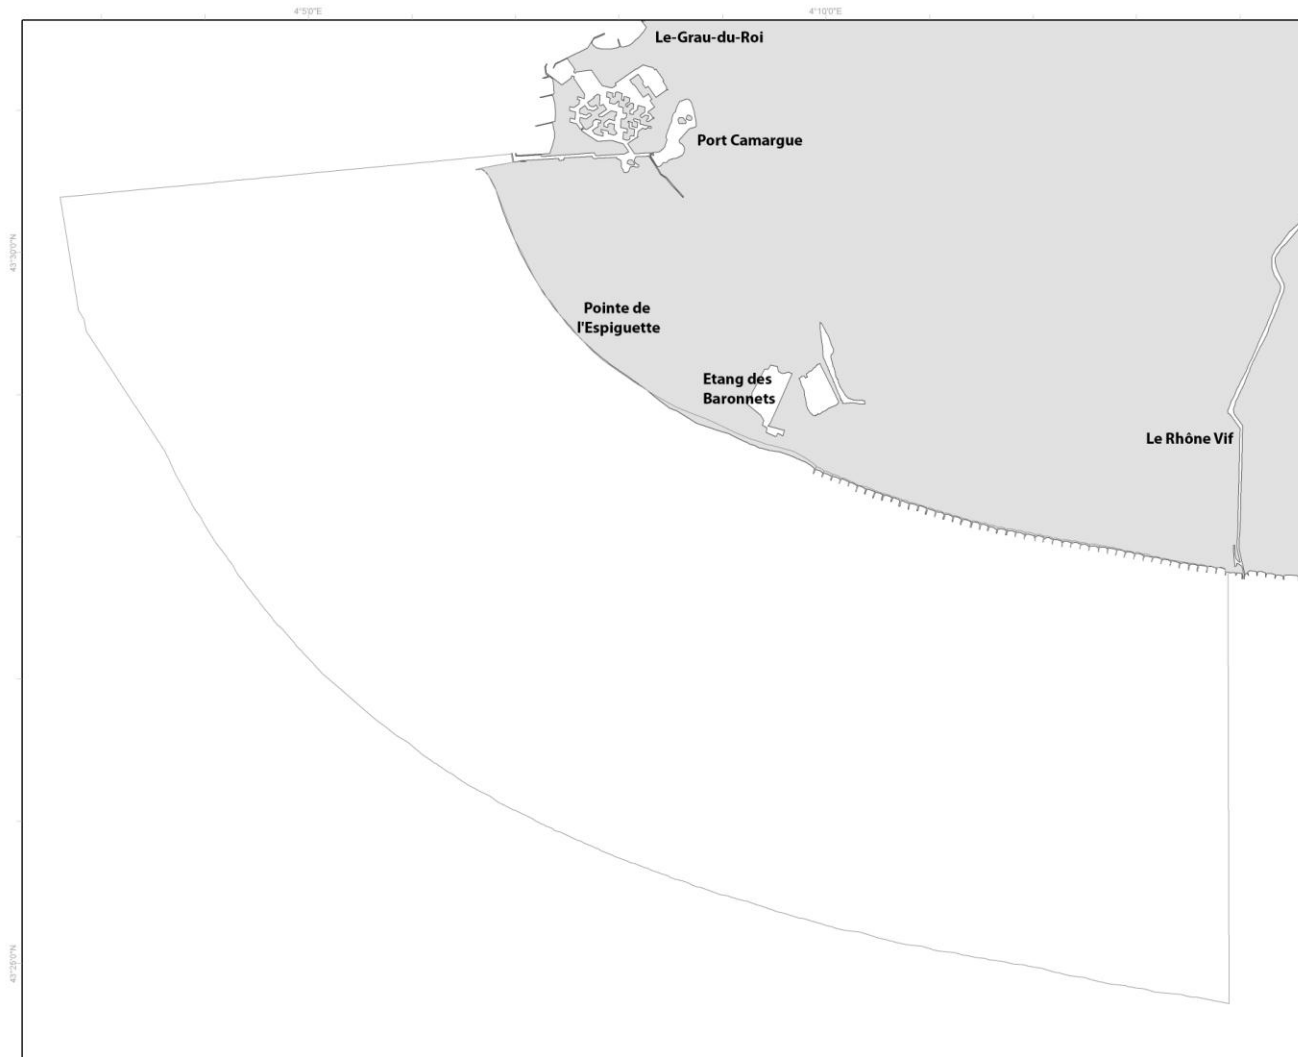 4°5'0"E
4°10'0"E
Le-Grau-du-Roi
Port Camargue
43°30'0"N
Pointe de
l'Espiguette
Etang des
Baronnets
Le Rhône Vif
43°25'0"N